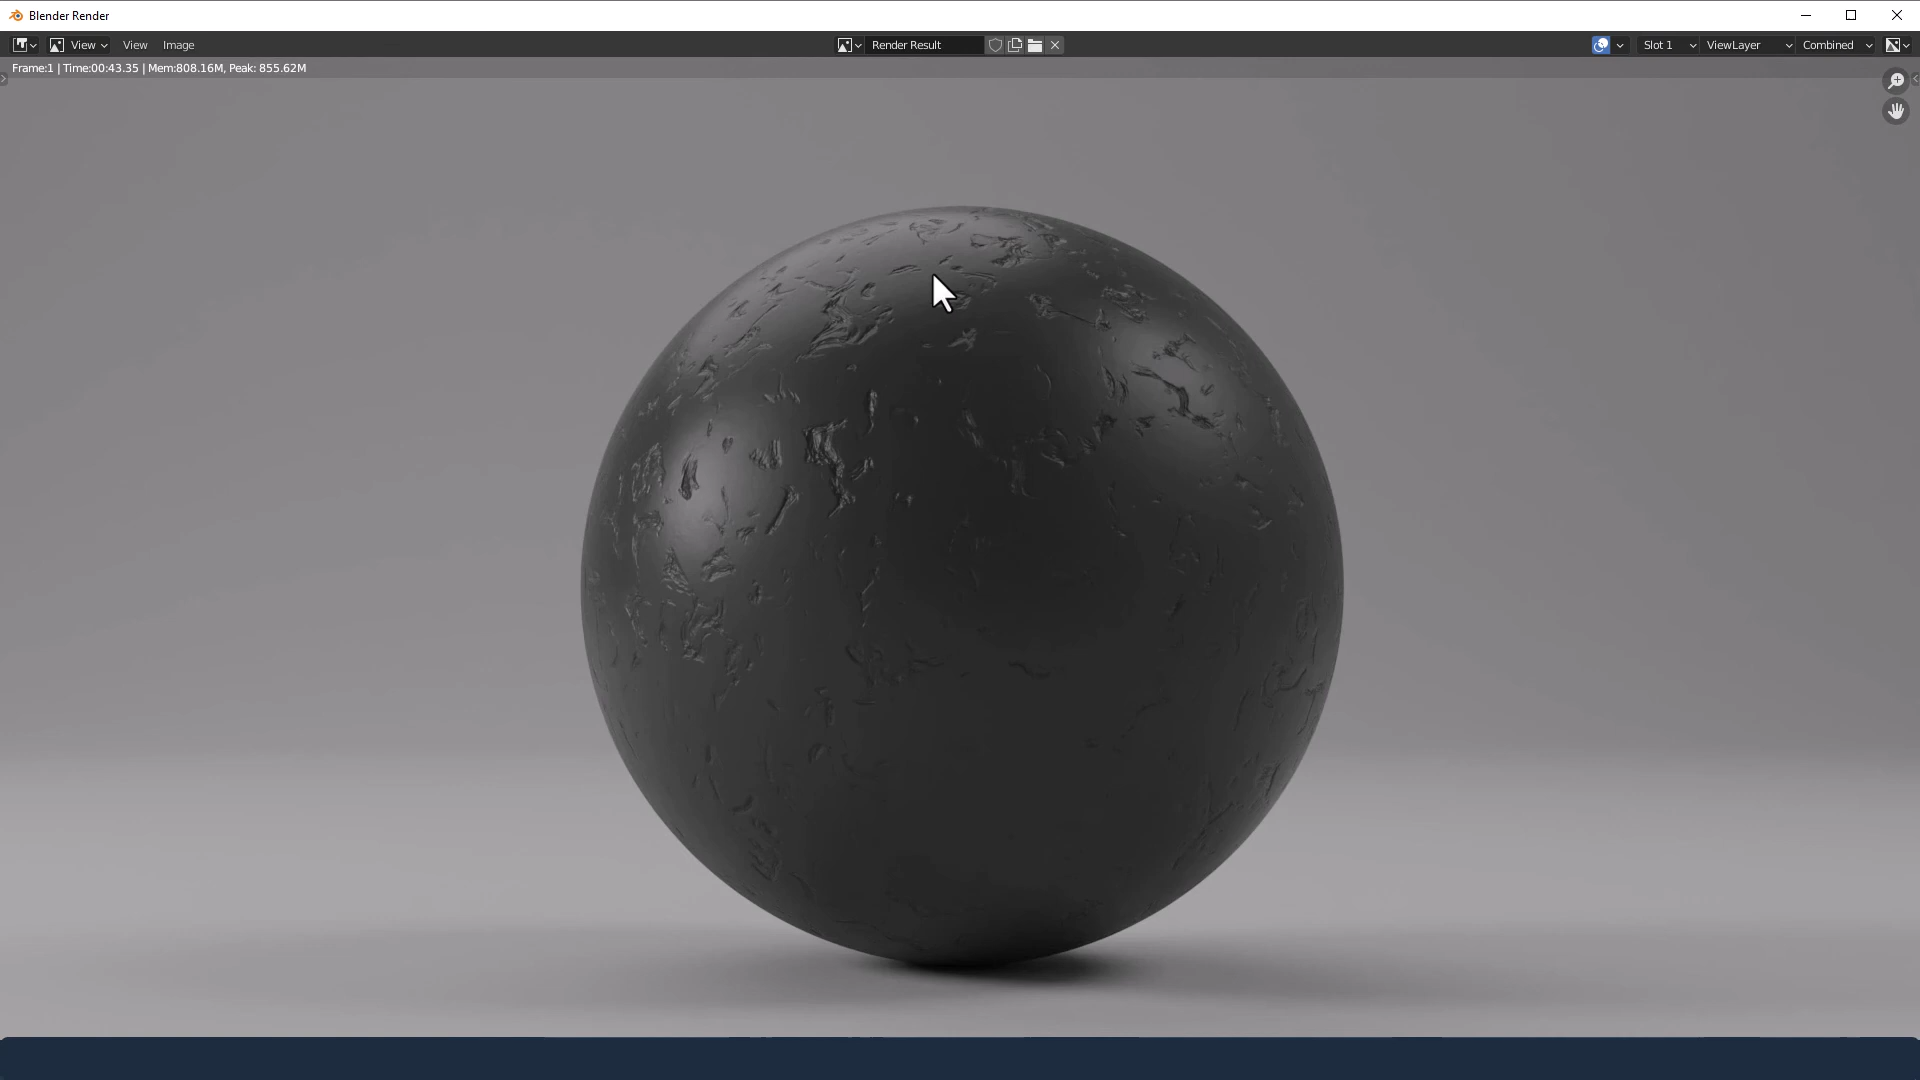 Blender Render
View View Image Render Result Slot 1 ViewLayer Combined
Frame:1 | Time:00:43.35 | Mem:808.16M, Peak: 855.62M